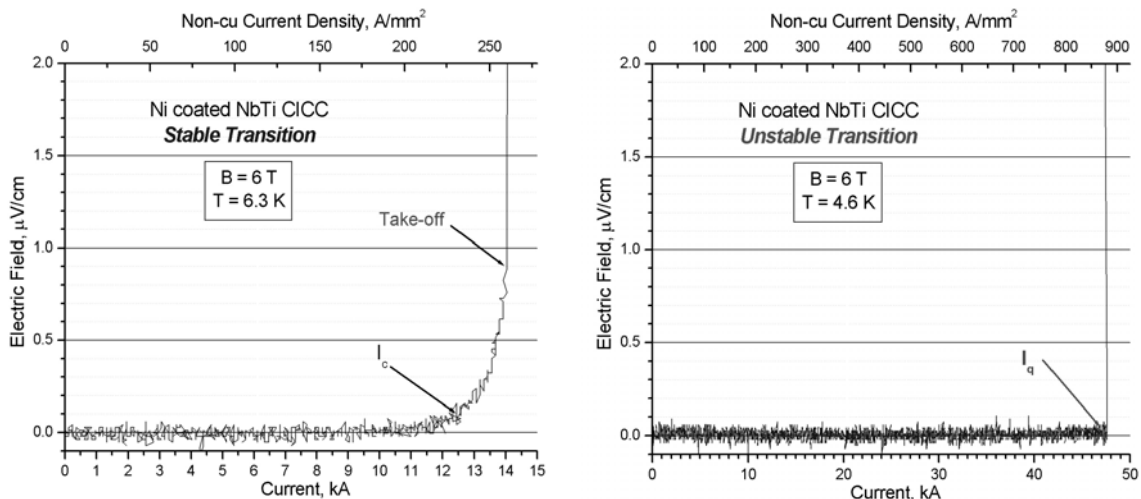 Non-cu Current Density, A/mm²
0 50 100 150 200 250
2.0
1.5
1.0
0.5
0.0
Electric Field, µV/cm
Ni coated NbTi CICC
Stable Transition
B = 6 T
T = 6.3 K
Take-off
Ic
0 1 2 3 4 5 6 7 8 9 10 11 12 13 14 15
Current, kA
Non-cu Current Density, A/mm²
0 100 200 300 400 500 600 700 800 900
2.0
1.5
1.0
0.5
0.0
Electric Field, µV/cm
Ni coated NbTi CICC
Unstable Transition
B = 6 T
T = 4.6 K
Iq
0 10 20 30 40 50
Current, kA